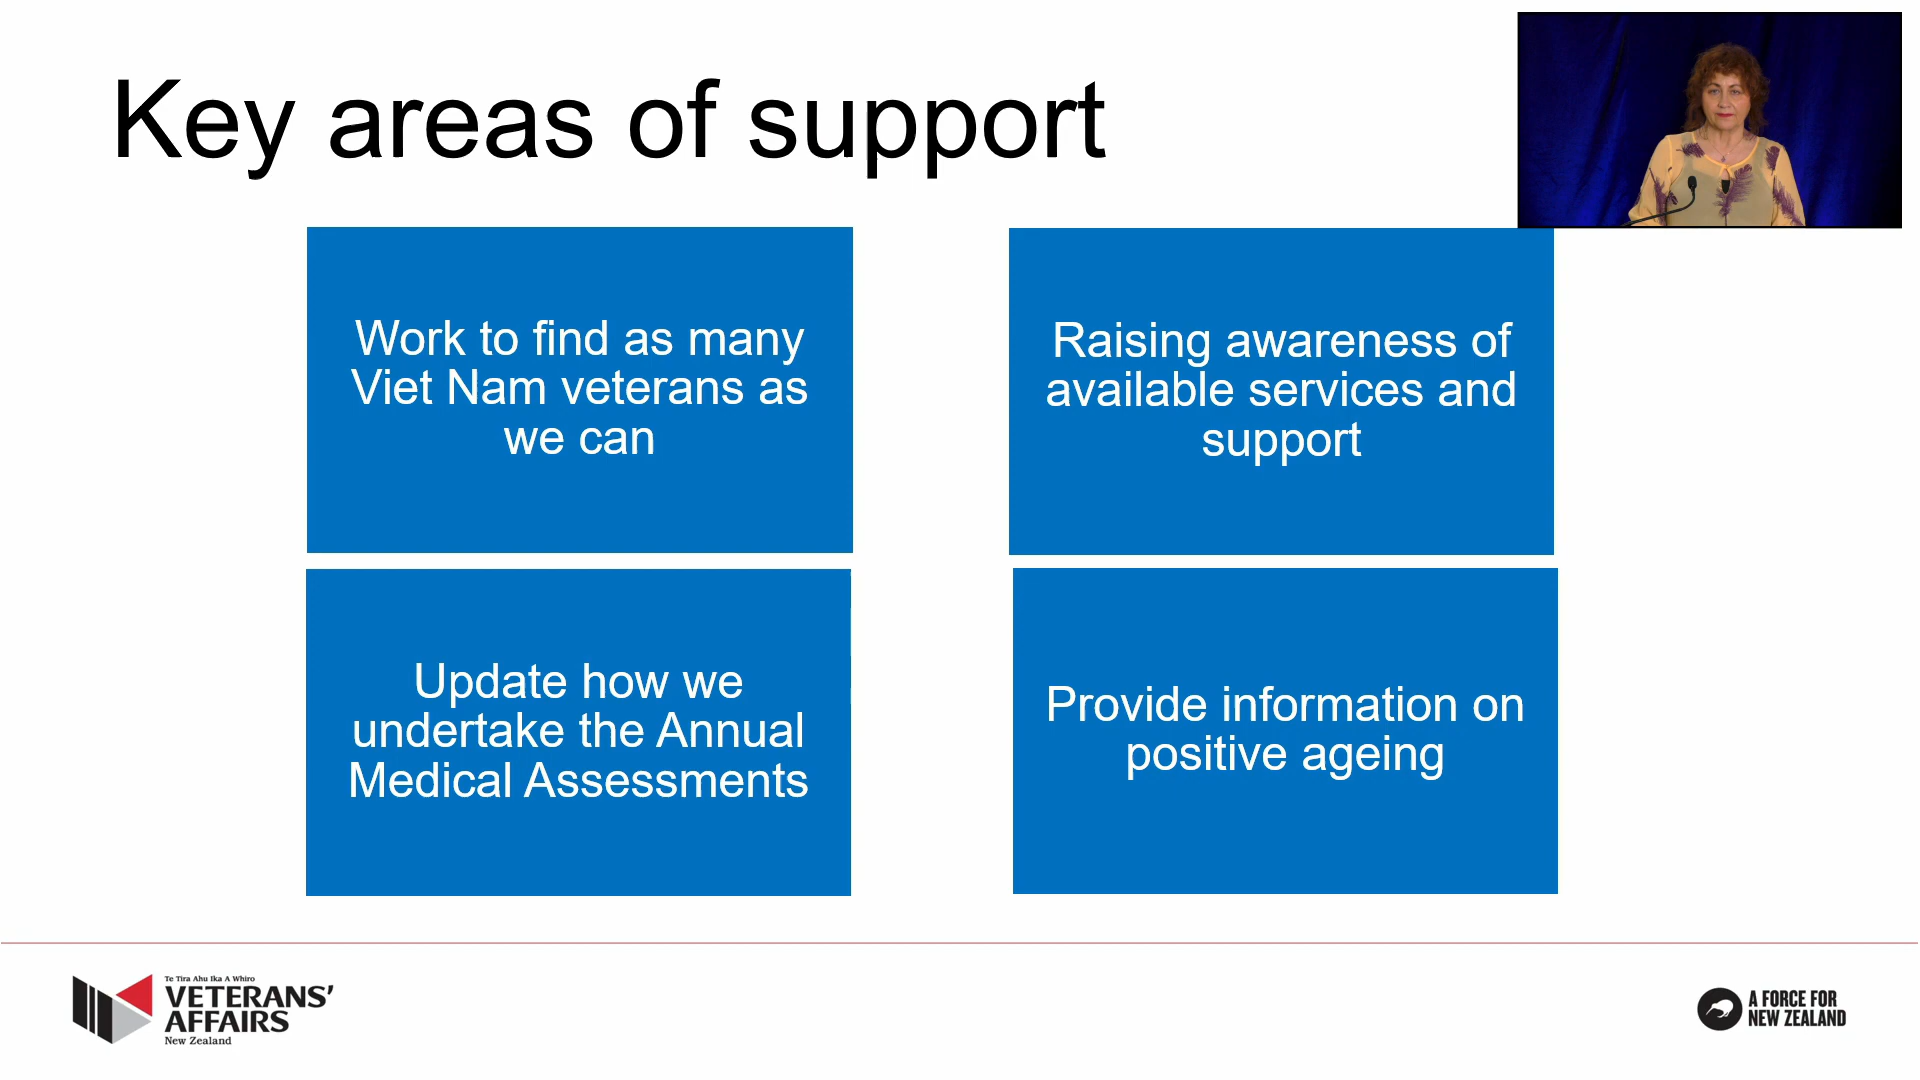 Key areas of support
Work to find as many
Viet Nam veterans as
we can
Raising awareness of
available services and
support
Update how we
undertake the Annual
Medical Assessments
Provide information on
positive ageing
Te Tira Ahu Ika A Whiro
VETERANS’
AFFAIRS
New Zealand
A FORCE FOR
NEW ZEALAND